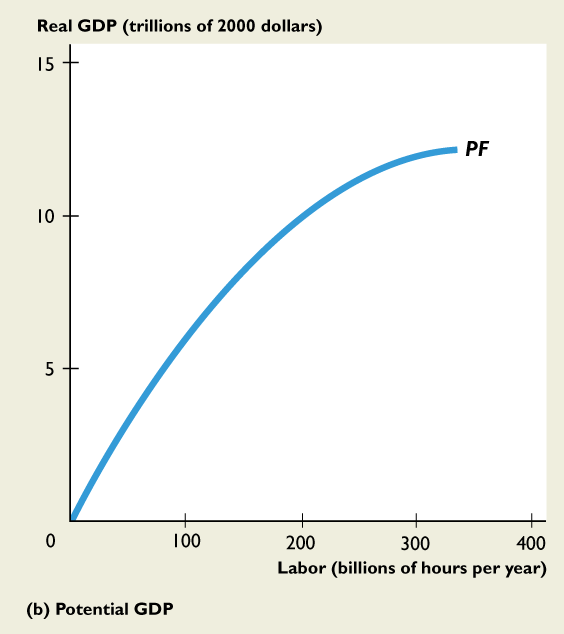 Real GDP (trillions of 2000 dollars)
15
10
5
PF
0 100 200 300 400
Labor (billions of hours per year)
(b) Potential GDP